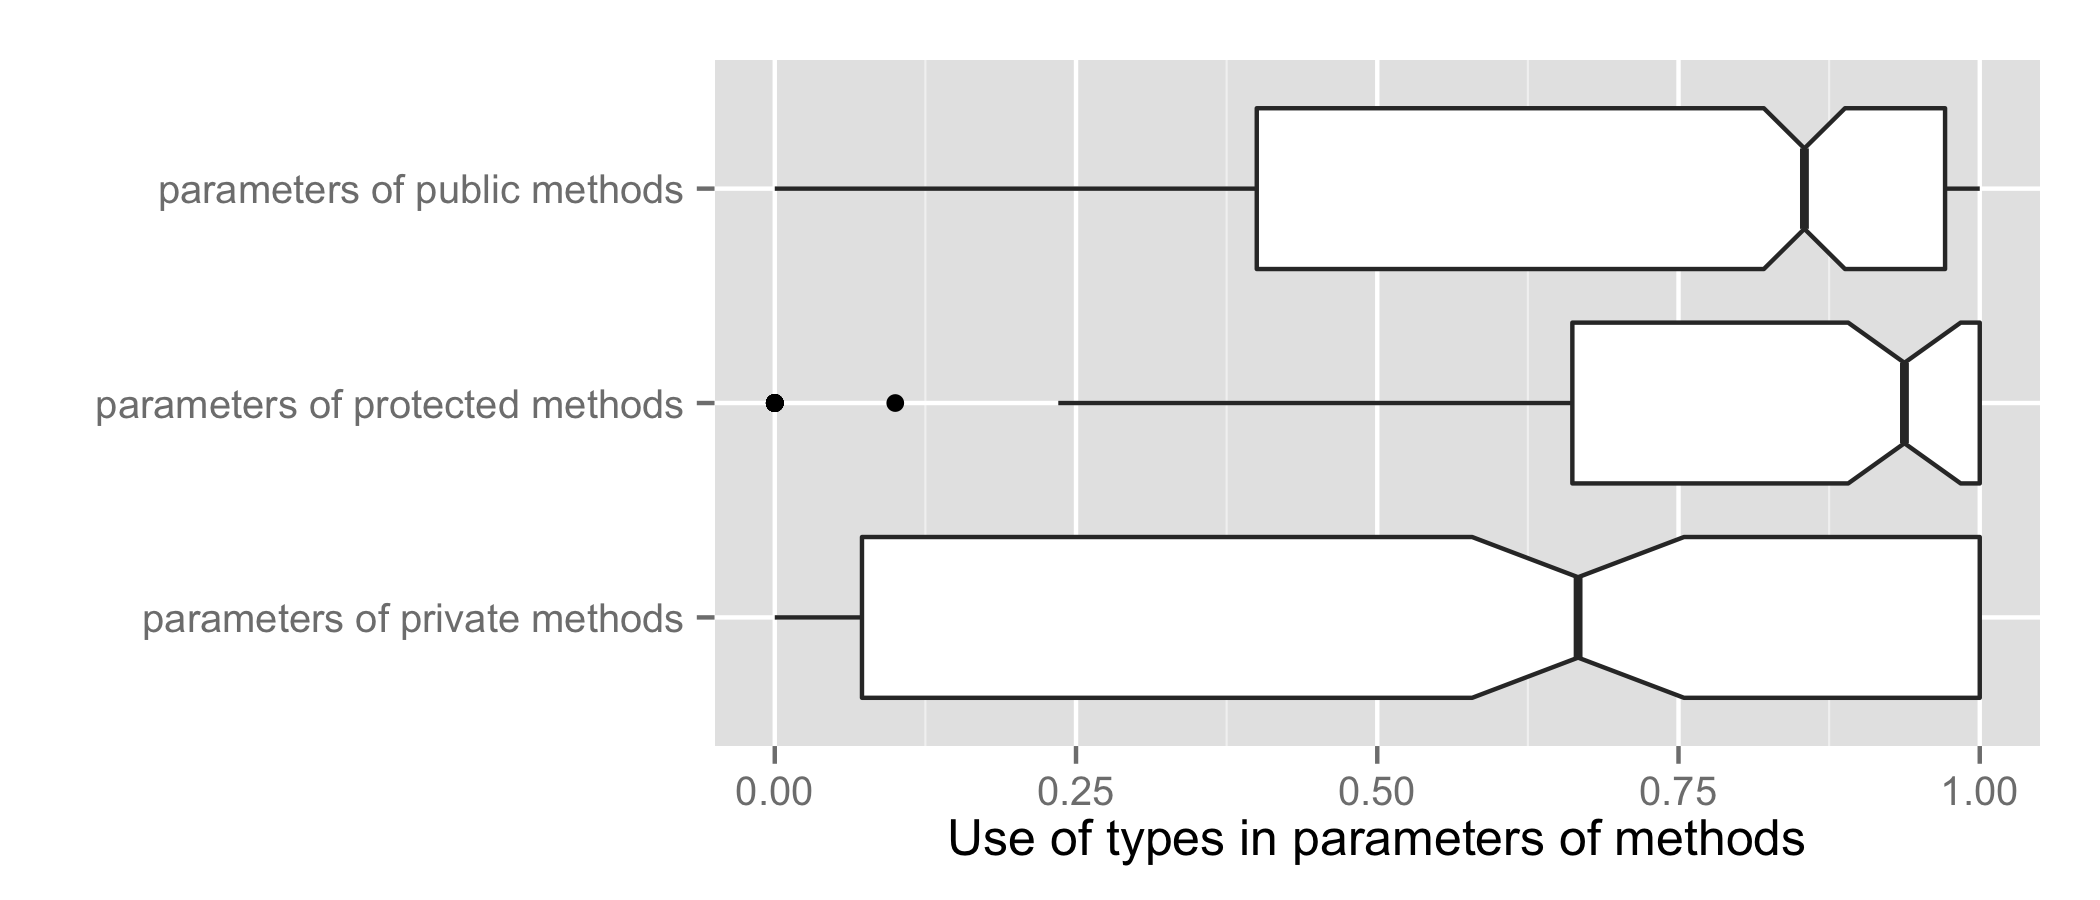 parameters of public methods
parameters of protected methods
parameters of private methods
0.00 0.25 0.50 0.75 1.00
Use of types in parameters of methods